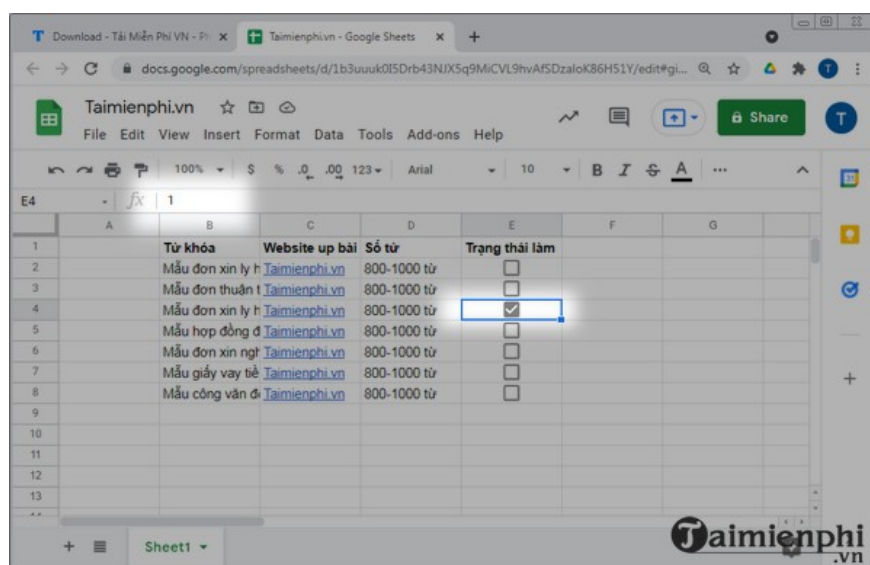 Download - Tải Miễn Phí VN - Ph
Taimienphi.vn - Google Sheets
docs.google.com/spreadsheets/d/1b3uuuk0I5Drb43NJX5q9MiCVL9hvAfSDzaloK86H51Y/edit#gi...
Taimienphi.vn
File Edit View Insert Format Data Tools Add-ons Help
Share
T
100% $ % .0 .00 123 Arial 10 B I S A ...
31
E4 fx 1
A B C D E F G
1 Từ khóa Website up bài Số từ Trạng thái làm
2 Mẫu đơn xin ly h Taimienphi.vn 800-1000 từ
3 Mẫu đơn thuận t Taimienphi.vn 800-1000 từ
4 Mẫu đơn xin ly h Taimienphi.vn 800-1000 từ
5 Mẫu hợp đồng đ Taimienphi.vn 800-1000 từ
6 Mẫu đơn xin ngh Taimienphi.vn 800-1000 từ
7 Mẫu giấy vay tiề Taimienphi.vn 800-1000 từ
8 Mẫu công văn đ Taimienphi.vn 800-1000 từ
9
10
11
12
13
Sheet1
Taimienphi
.vn